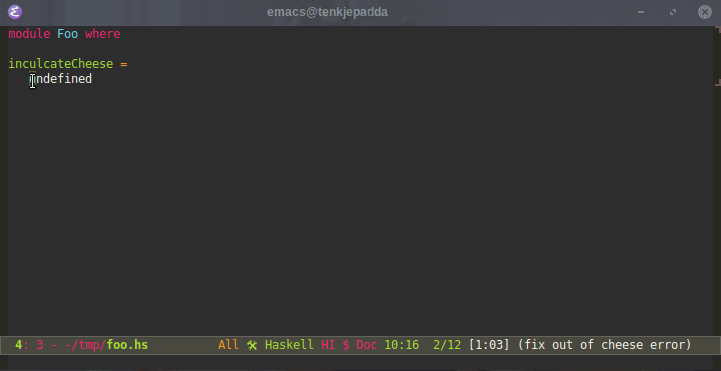 emacs@tenkjepadda
module Foo where
inculcateCheese =
   undefined
4: 3 - ~/tmp/foo.hs All 🛠 Haskell HI $ Doc 10:16 2/12 [1:03] (fix out of cheese error)